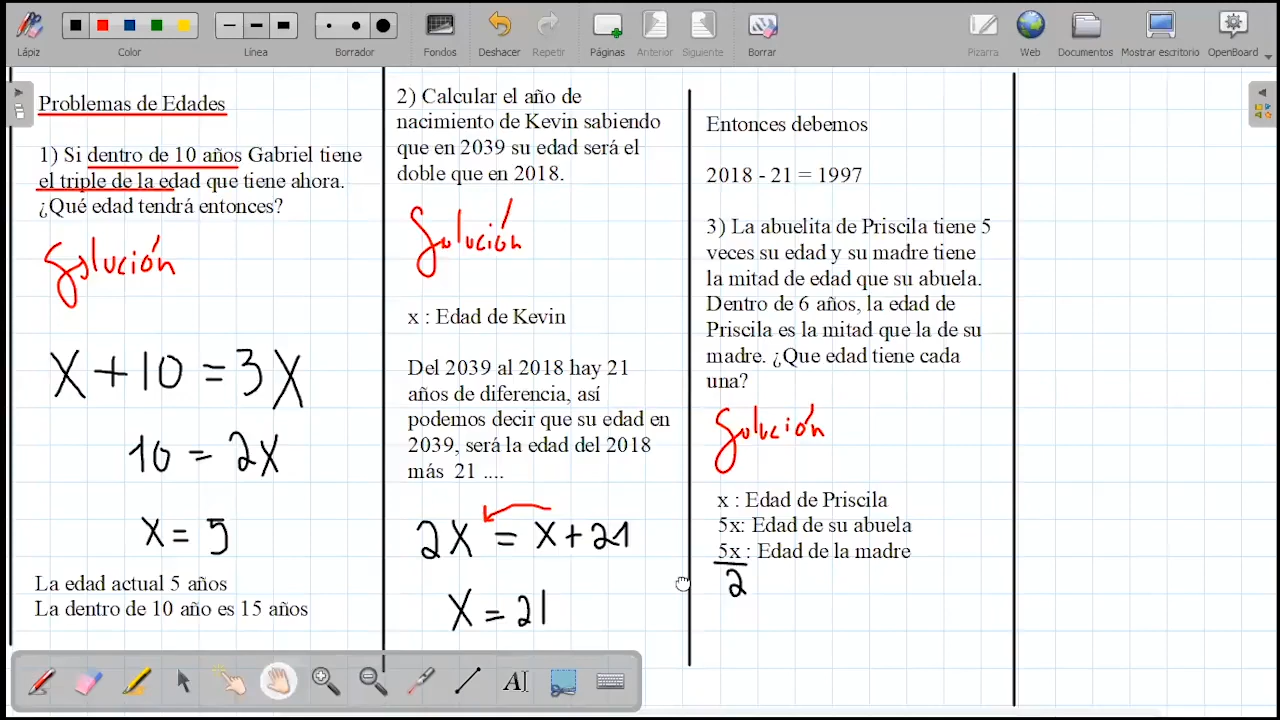 Lápiz
Color
Línea
Borrador
Fondos
Deshacer
Repetir
Páginas
Anterior
Siguiente
Borrar
Pizarra
Web
Documentos
Mostrar escritorio
OpenBoard
Problemas de Edades
1) Si dentro de 10 años Gabriel tiene
el triple de la edad que tiene ahora.
¿Qué edad tendrá entonces?
Solución
X + 10 = 3X
10 = 2X
X = 5
La edad actual 5 años
La dentro de 10 año es 15 años
2) Calcular el año de
nacimiento de Kevin sabiendo
que en 2039 su edad será el
doble que en 2018.
Solución
x : Edad de Kevin
Del 2039 al 2018 hay 21
años de diferencia, así
podemos decir que su edad en
2039, será la edad del 2018
más 21 ....
2X = X + 21
X = 21
Entonces debemos
2018 - 21 = 1997
3) La abuelita de Priscila tiene 5
veces su edad y su madre tiene
la mitad de edad que su abuela.
Dentro de 6 años, la edad de
Priscila es la mitad que la de su
madre. ¿Que edad tiene cada
una?
Solución
x : Edad de Priscila
5x: Edad de su abuela
5x : Edad de la madre
2
AI